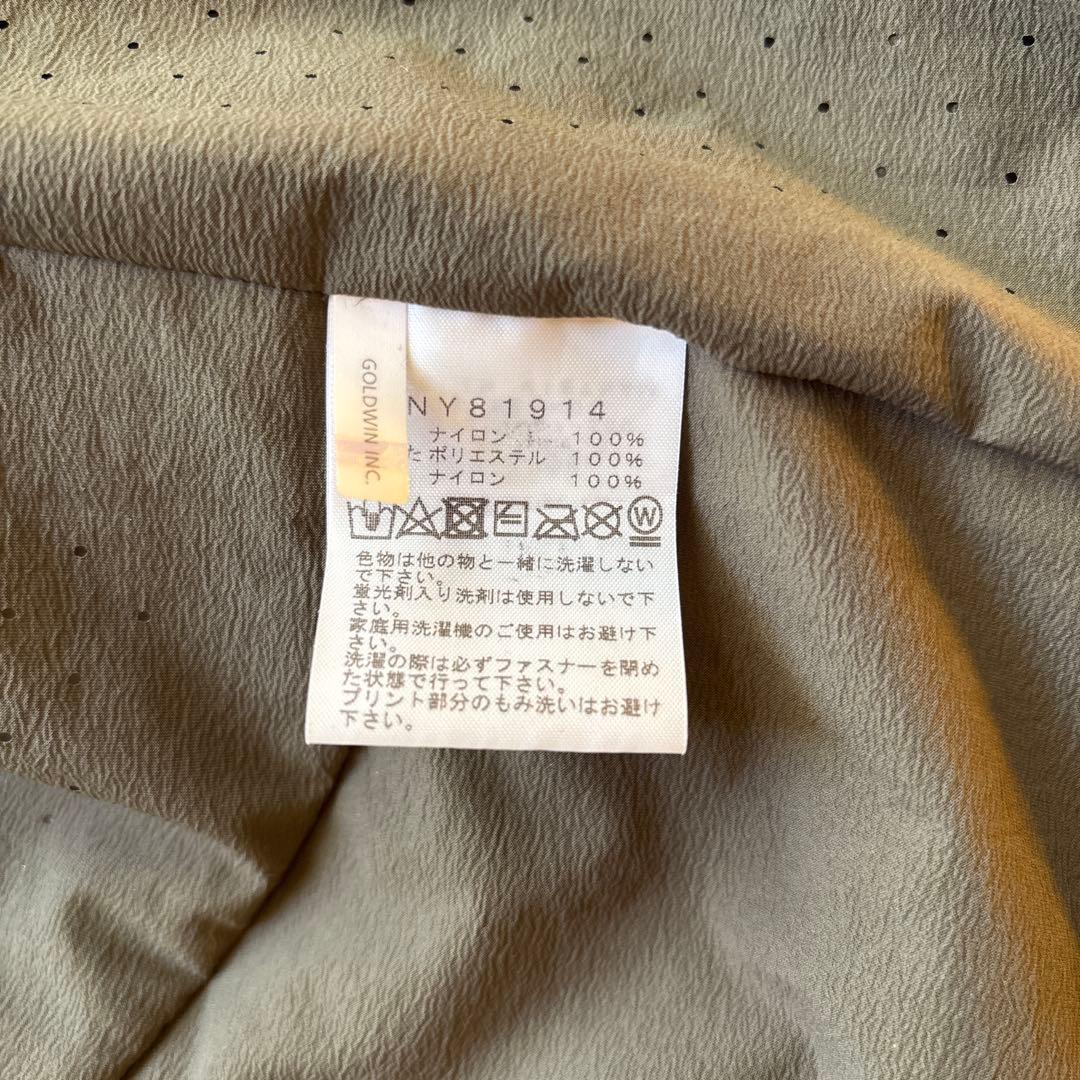 GOLDWIN INC.
NY81914
ナイロン 100%
たポリエステル 100%
ナイロン 100%
W
色物は他の物と一緒に洗濯しない
で下さい。
蛍光剤入り洗剤は使用しないで下
さい。
家庭用洗濯機のご使用はお避け下
さい。
洗濯の際は必ずファスナーを閉め
た状態で行って下さい。
プリント部分のもみ洗いはお避け
下さい。